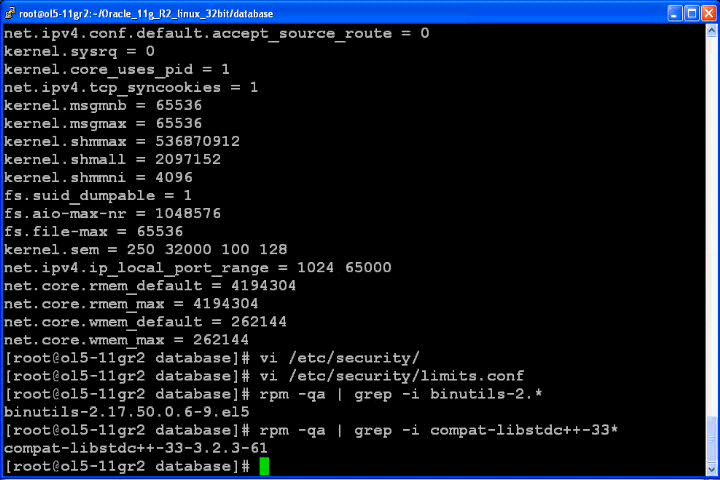 root@ol5-11gr2:~/Oracle_11g_R2_linux_32bit/database
net.ipv4.conf.default.accept_source_route = 0
kernel.sysrq = 0
kernel.core_uses_pid = 1
net.ipv4.tcp_syncookies = 1
kernel.msgmnb = 65536
kernel.msgmax = 65536
kernel.shmmax = 536870912
kernel.shmall = 2097152
kernel.shmmni = 4096
fs.suid_dumpable = 1
fs.aio-max-nr = 1048576
fs.file-max = 65536
kernel.sem = 250 32000 100 128
net.ipv4.ip_local_port_range = 1024 65000
net.core.rmem_default = 4194304
net.core.rmem_max = 4194304
net.core.wmem_default = 262144
net.core.wmem_max = 262144
[root@ol5-11gr2 database]# vi /etc/security/
[root@ol5-11gr2 database]# vi /etc/security/limits.conf
[root@ol5-11gr2 database]# rpm -qa | grep -i binutils-2.*
binutils-2.17.50.0.6-9.el5
[root@ol5-11gr2 database]# rpm -qa | grep -i compat-libstdc++-33*
compat-libstdc++-33-3.2.3-61
[root@ol5-11gr2 database]#